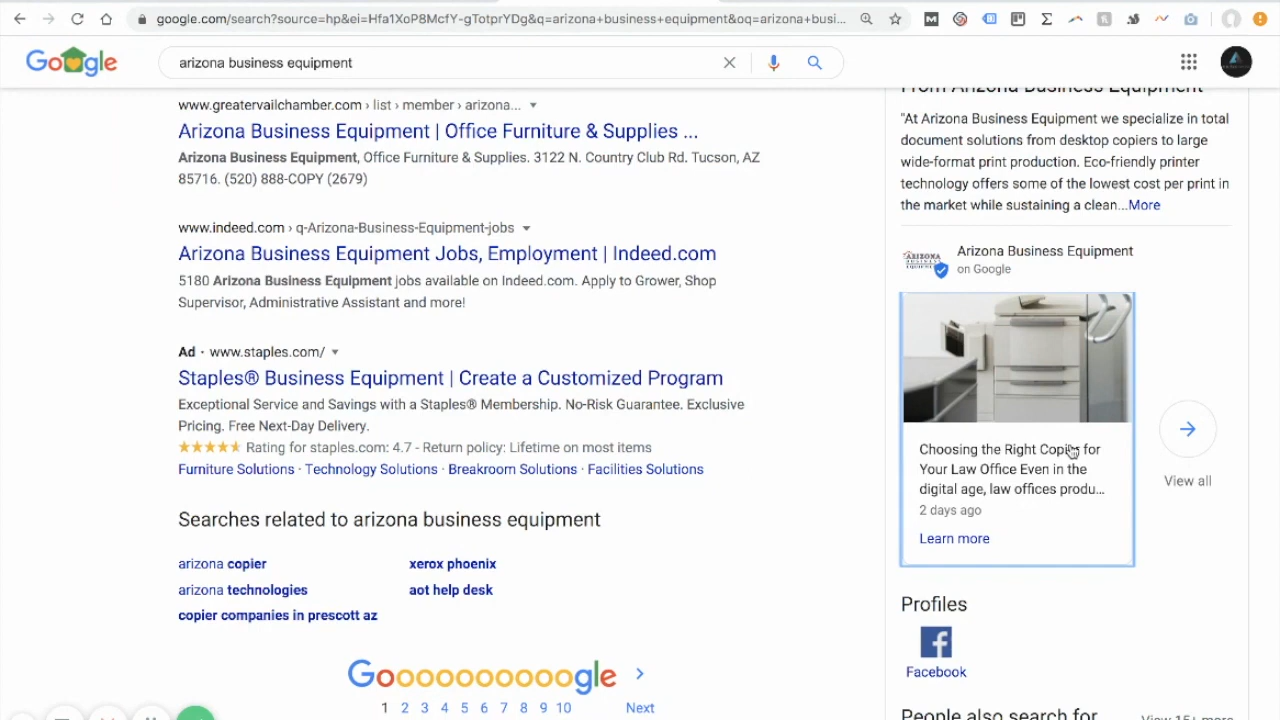 google.com/search?source=hp&ei=Hfa1XoP8McfY-gTotprYDg&q=arizona+business+equipment&oq=arizona+busi...
Google
arizona business equipment
www.greatervailchamber.com › list › member › arizona...
Arizona Business Equipment | Office Furniture & Supplies ...
Arizona Business Equipment, Office Furniture & Supplies. 3122 N. Country Club Rd. Tucson, AZ
85716. (520) 888-COPY (2679)
www.indeed.com › q-Arizona-Business-Equipment-jobs
Arizona Business Equipment Jobs, Employment | Indeed.com
5180 Arizona Business Equipment jobs available on Indeed.com. Apply to Grower, Shop
Supervisor, Administrative Assistant and more!
Ad · www.staples.com/
Staples® Business Equipment | Create a Customized Program
Exceptional Service and Savings with a Staples® Membership. No-Risk Guarantee. Exclusive
Pricing. Free Next-Day Delivery.
Rating for staples.com: 4.7 - Return policy: Lifetime on most items
Furniture Solutions · Technology Solutions · Breakroom Solutions · Facilities Solutions
Searches related to arizona business equipment
arizona copier
xerox phoenix
arizona technologies
aot help desk
copier companies in prescott az
Goooooooooogle
1 2 3 4 5 6 7 8 9 10 Next
From Arizona Business Equipment
"At Arizona Business Equipment we specialize in total
document solutions from desktop copiers to large
wide-format print production. Eco-friendly printer
technology offers some of the lowest cost per print in
the market while sustaining a clean...More
ARIZONA BUSINESS EQUIPMENT
Arizona Business Equipment
on Google
Choosing the Right Copier for
Your Law Office Even in the
digital age, law offices produ...
2 days ago
Learn more
View all
Profiles
Facebook
People also search for
View 15+ more